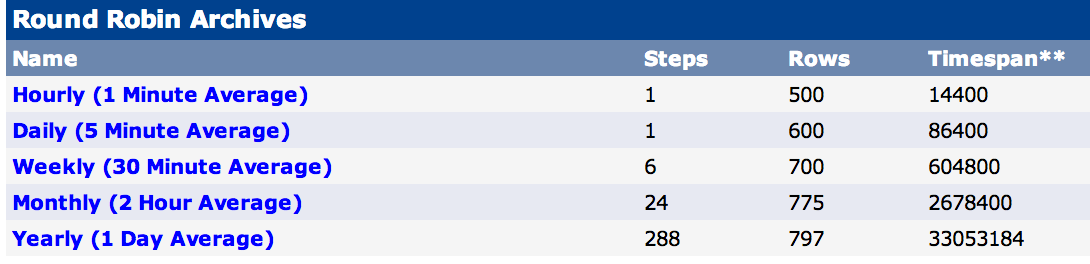 Round Robin Archives
Name Steps Rows Timespan**
Hourly (1 Minute Average) 1 500 14400
Daily (5 Minute Average) 1 600 86400
Weekly (30 Minute Average) 6 700 604800
Monthly (2 Hour Average) 24 775 2678400
Yearly (1 Day Average) 288 797 33053184